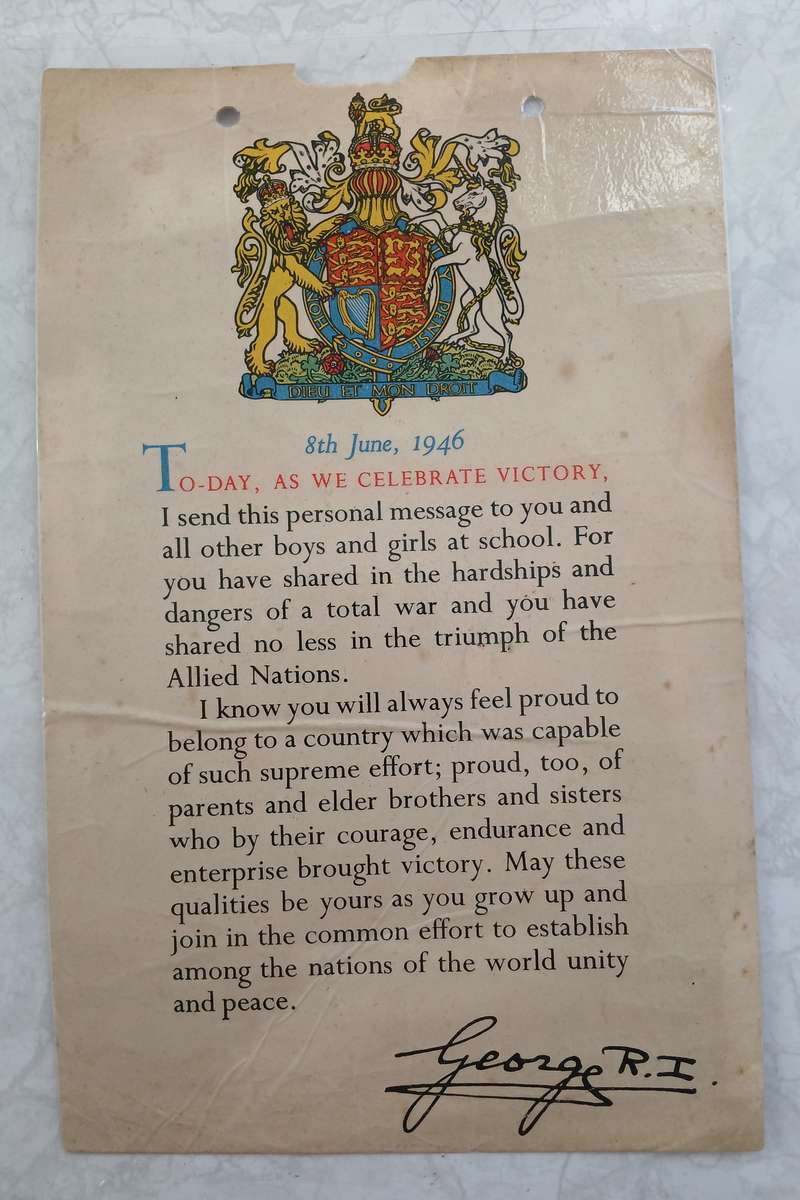 HON
Y PENSE
DIEU ET MON DROIT
8th June, 1946
TO-DAY, AS WE CELEBRATE VICTORY,
I send this personal message to you and
all other boys and girls at school. For
you have shared in the hardships and
dangers of a total war and you have
shared no less in the triumph of the
Allied Nations.
I know you will always feel proud to
belong to a country which was capable
of such supreme effort; proud, too, of
parents and elder brothers and sisters
who by their courage, endurance and
enterprise brought victory. May these
qualities be yours as you grow up and
join in the common effort to establish
among the nations of the world unity
and peace.
George R.I.